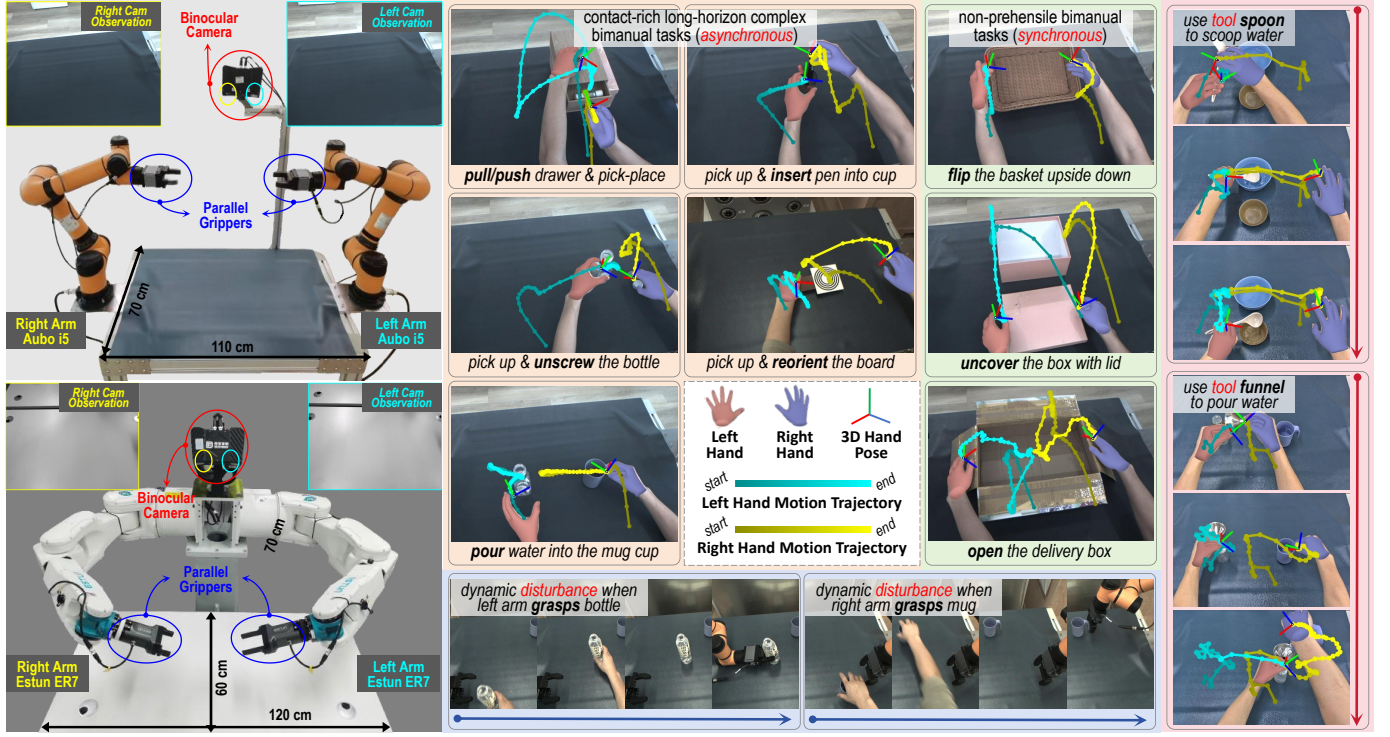 Right Cam
Observation
Binocular
Camera
Left Cam
Observation
Parallel
Grippers
70 cm
110 cm
Right Arm
Aubo i5
Left Arm
Aubo i5
Right Cam
Observation
Left Cam
Observation
Binocular
Camera
70 cm
Parallel
Grippers
Right Arm
Estun ER7
Left Arm
Estun ER7
60 cm
120 cm
contact-rich long-horizon complex
bimanual tasks (asynchronous)
pull/push drawer & pick-place
pick up & insert pen into cup
pick up & unscrew the bottle
pick up & reorient the board
pour water into the mug cup
non-prehensile bimanual
tasks (synchronous)
flip the basket upside down
uncover the box with lid
open the delivery box
Left
Hand
Right
Hand
3D Hand
Pose
start
end
Left Hand Motion Trajectory
start
end
Right Hand Motion Trajectory
dynamic disturbance when
left arm grasps bottle
dynamic disturbance when
right arm grasps mug
use tool spoon
to scoop water
use tool funnel
to pour water